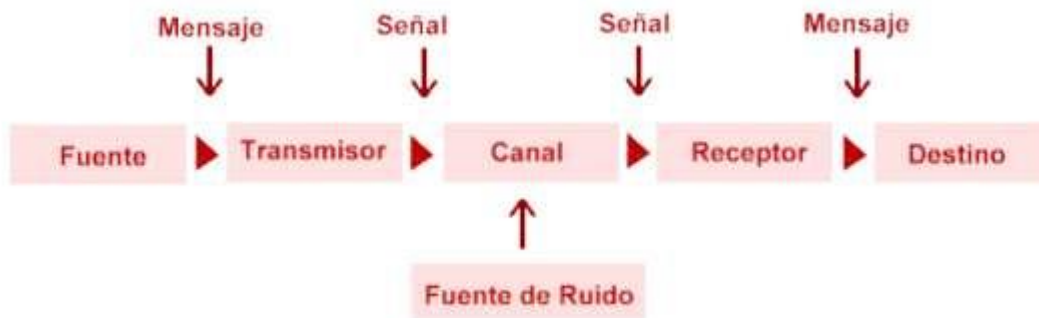 Mensaje
Señal
Señal
Mensaje
Fuente
Transmisor
Canal
Receptor
Destino
Fuente de Ruido